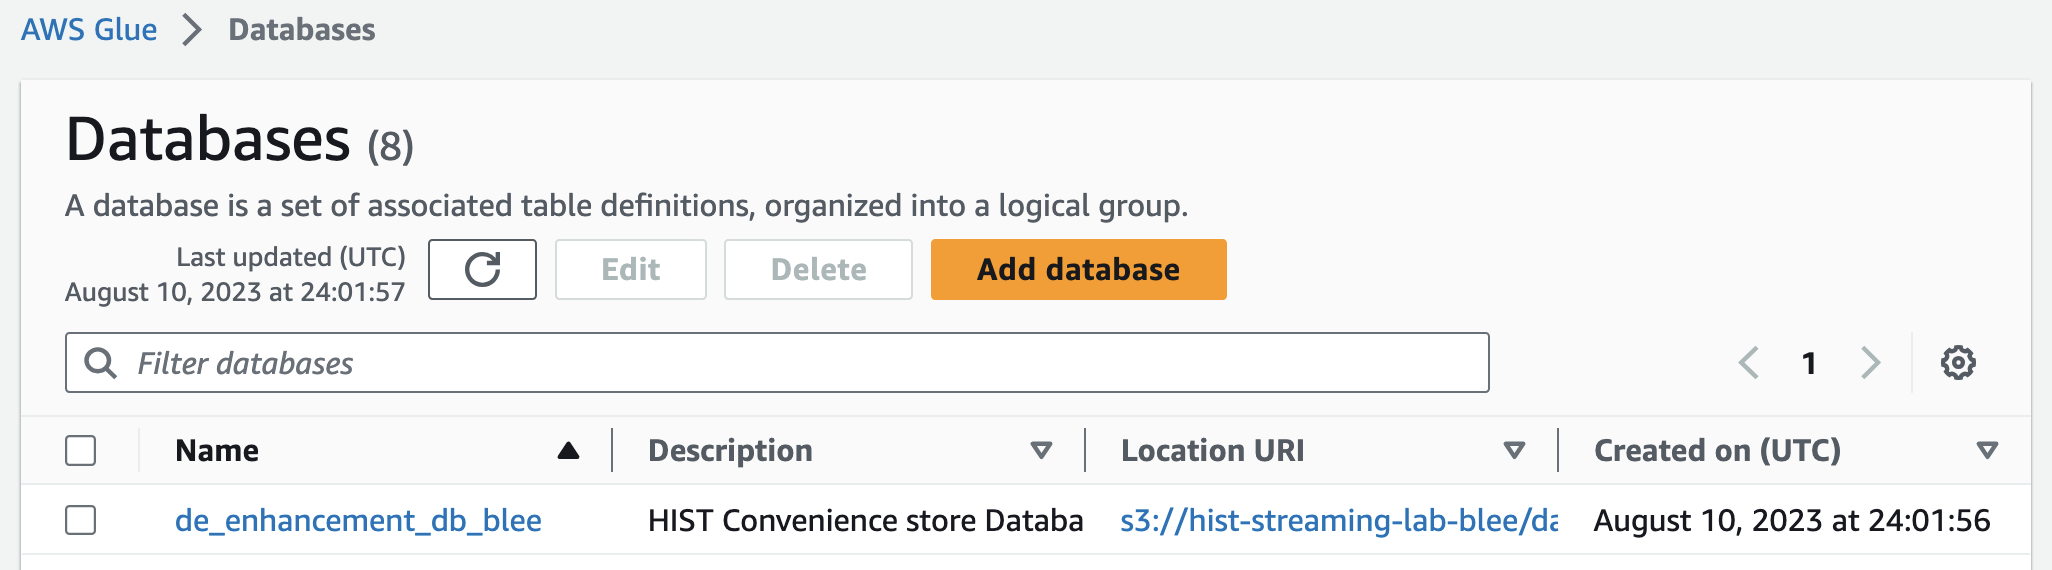 AWS Glue > Databases
Databases (8)
A database is a set of associated table definitions, organized into a logical group.
Last updated (UTC)
August 10, 2023 at 24:01:57
Edit
Delete
Add database
Filter databases
1
Name Description Location URI Created on (UTC)
de_enhancement_db_blee HIST Convenience store Databa s3://hist-streaming-lab-blee/da August 10, 2023 at 24:01:56